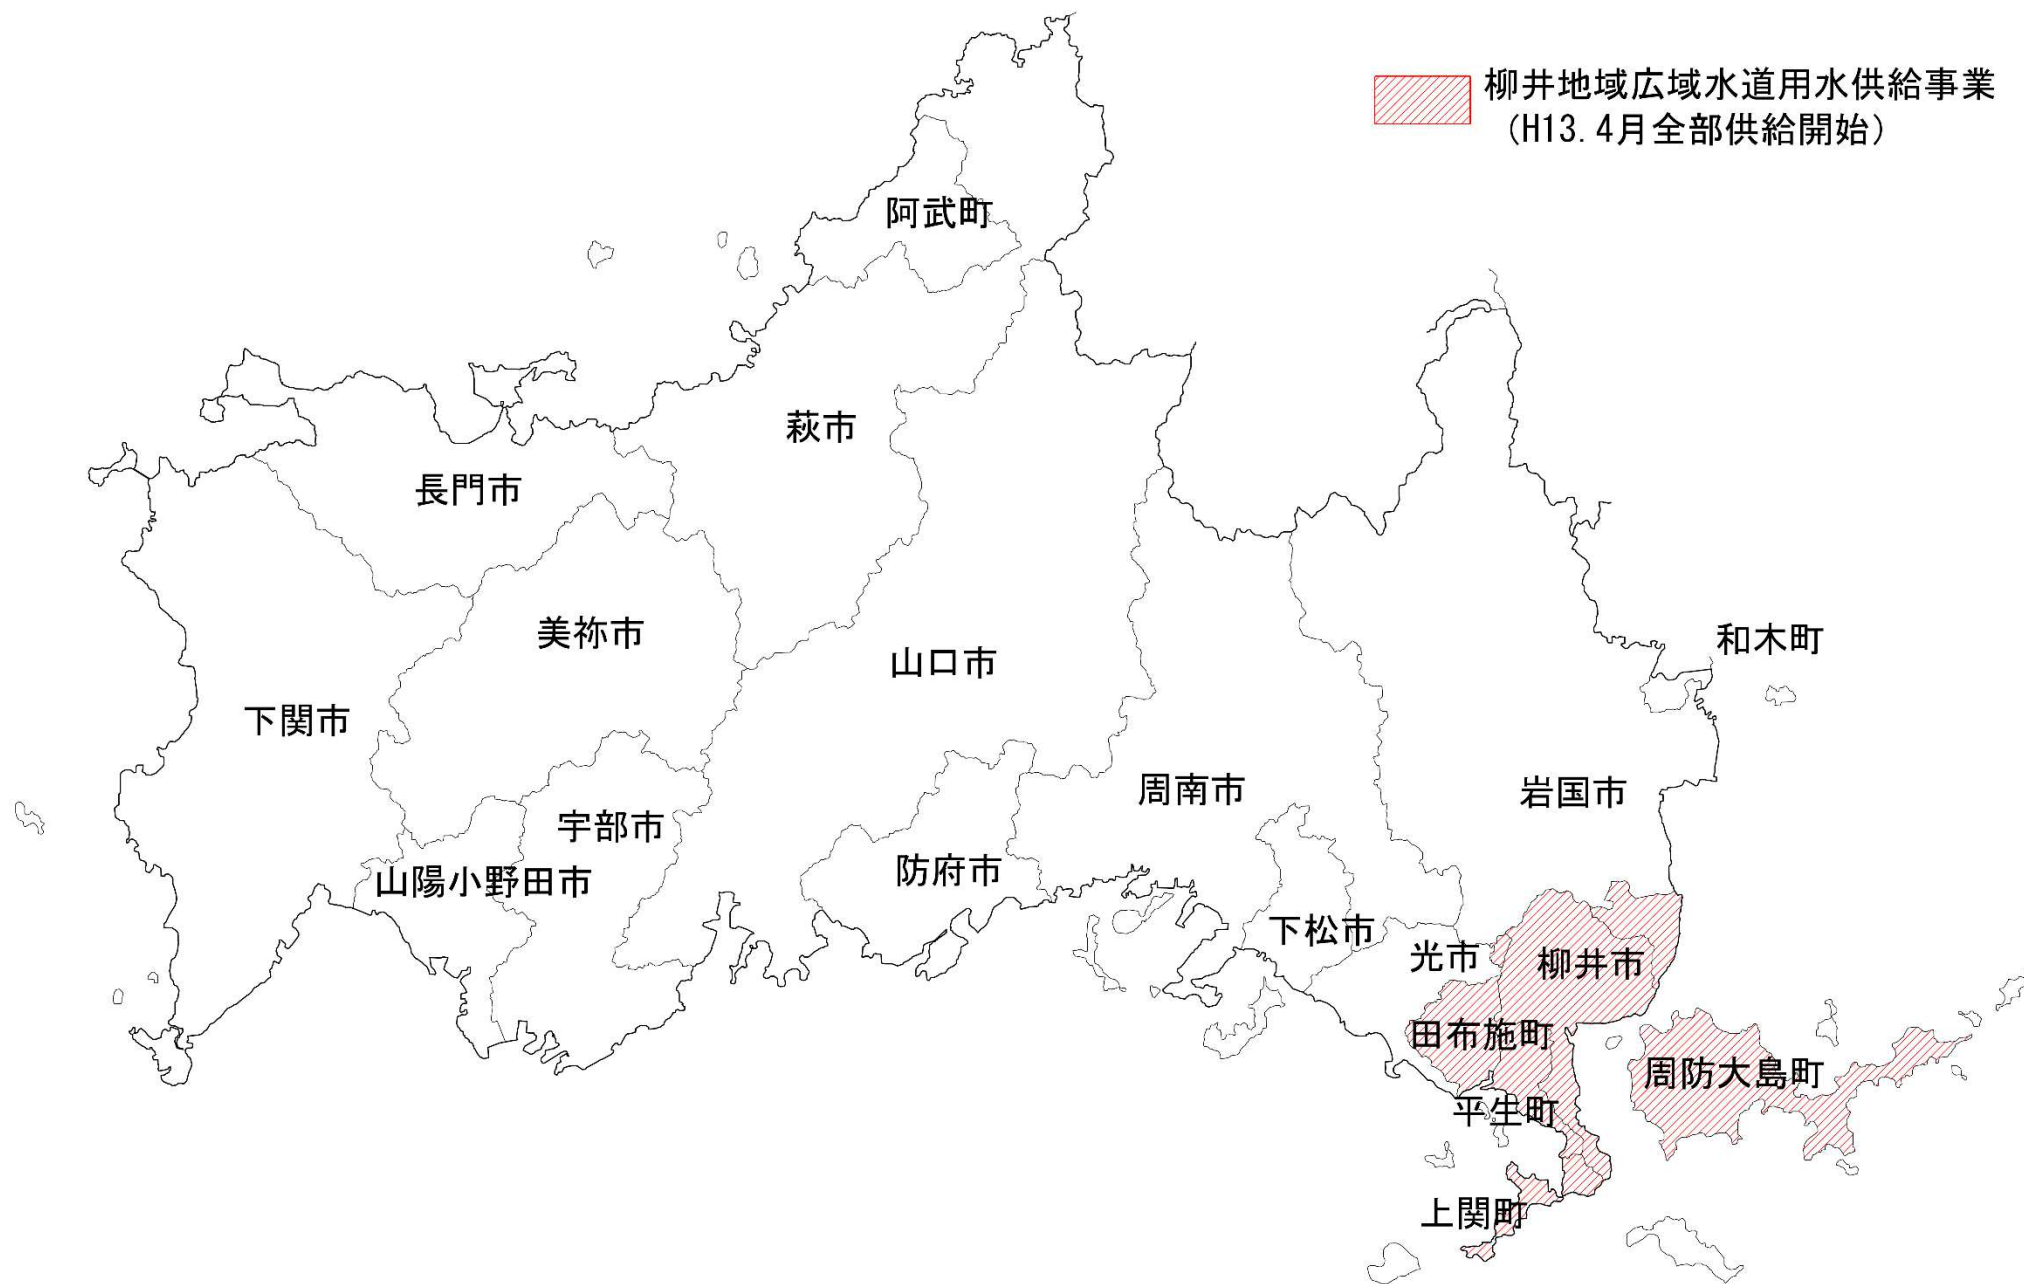 柳井地域広域水道用水供給事業
(H13.4月全部供給開始)
阿武町
萩市
長門市
美祢市
山口市
和木町
下関市
周南市
岩国市
宇部市
防府市
山陽小野田市
下松市
光市
柳井市
田布施町
周防大島町
平生町
上関町